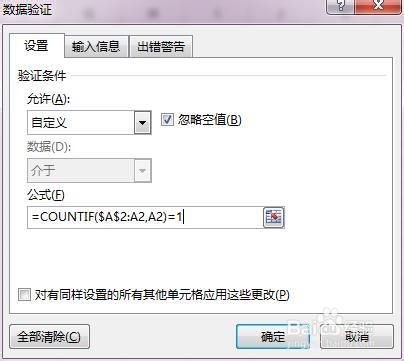 数据验证
设置 输入信息 出错警告
验证条件
允许(A):
自定义 忽略空值(B)
数据(D):
介于
公式(F)
=COUNTIF($A$2:A2,A2)=1
对有同样设置的所有其他单元格应用这些更改(P)
全部清除(C) 确定 取消
Baidu 经验